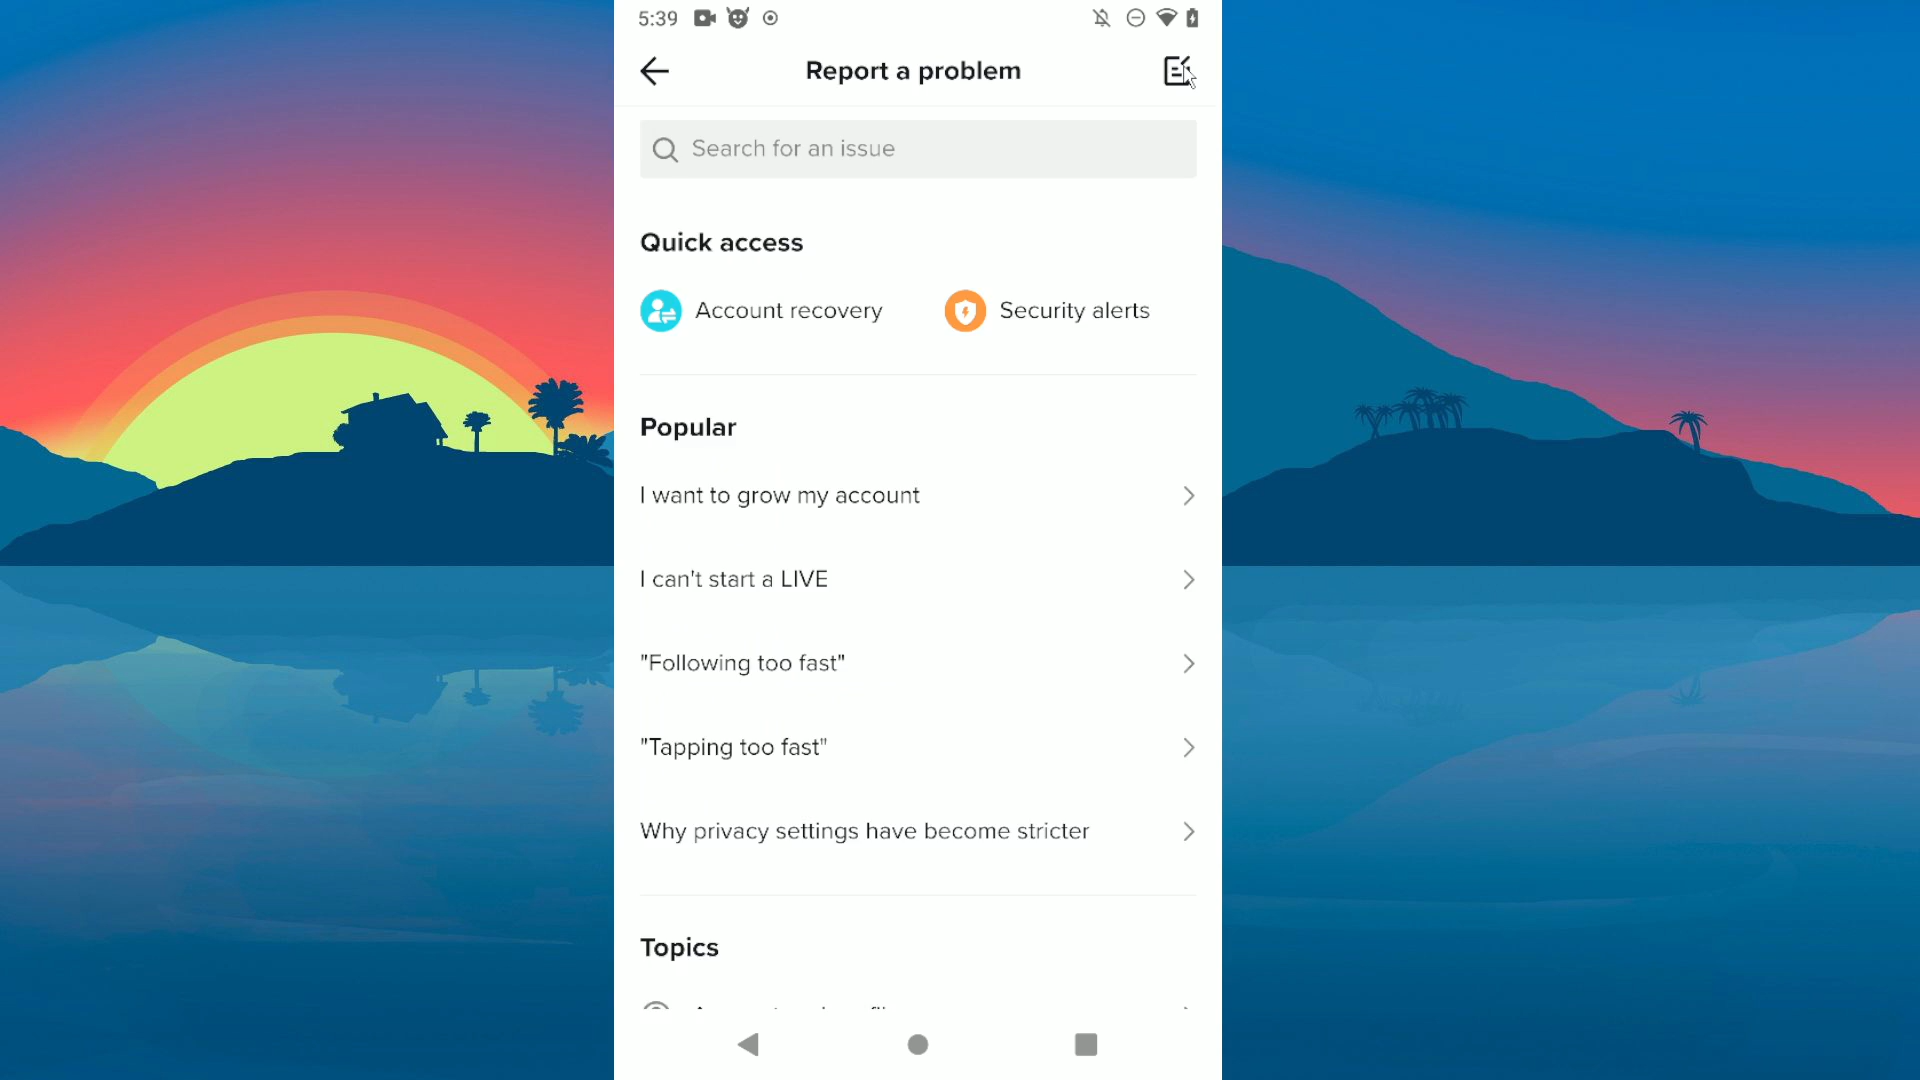 5:39
Report a problem
Search for an issue
Quick access
Account recovery
Security alerts
Popular
I want to grow my account
I can't start a LIVE
"Following too fast"
"Tapping too fast"
Why privacy settings have become stricter
Topics